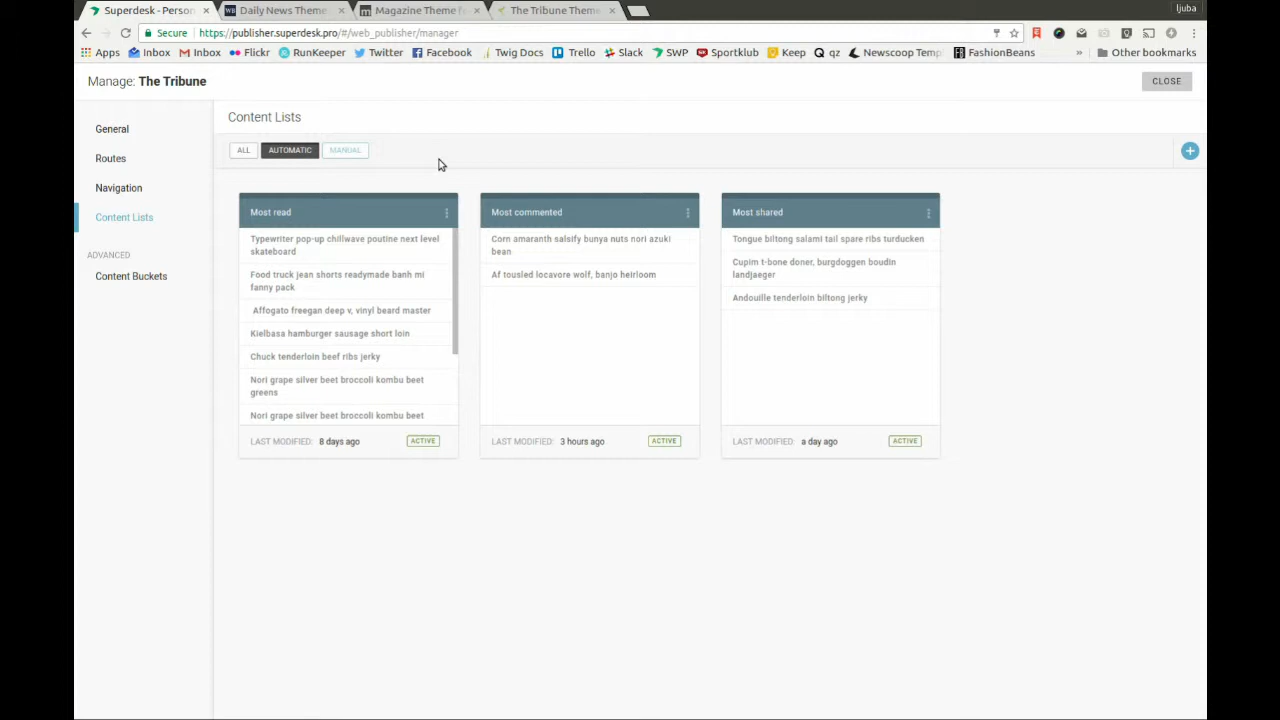 ljuba
Superdesk - Person
Daily News Theme
Magazine Theme f
The Tribune Theme
Secure https://publisher.superdesk.pro/#/web_publisher/manager
Apps Inbox Inbox Flickr RunKeeper Twitter Facebook Twig Docs Trello Slack SWP Sportklub Keep qz Newscoop Temp FashionBeans » Other bookmarks
Manage: The Tribune
CLOSE
General
Routes
Navigation
Content Lists
ADVANCED
Content Buckets
Content Lists
ALL AUTOMATIC MANUAL
Most read
Typewriter pop-up chillwave poutine next level
skateboard
Food truck jean shorts readymade banh mi
fanny pack
Affogato freegan deep v, vinyl beard master
Kielbasa hamburger sausage short loin
Chuck tenderloin beef ribs jerky
Nori grape silver beet broccoli kombu beet
greens
Nori grape silver beet broccoli kombu beet
LAST MODIFIED: 8 days ago ACTIVE
Most commented
Corn amaranth salsify bunya nuts nori azuki
bean
Af tousled locavore wolf, banjo heirloom
LAST MODIFIED: 3 hours ago ACTIVE
Most shared
Tongue biltong salami tail spare ribs turducken
Cupim t-bone doner, burgdoggen boudin
landjaeger
Andouille tenderloin biltong jerky
LAST MODIFIED: a day ago ACTIVE